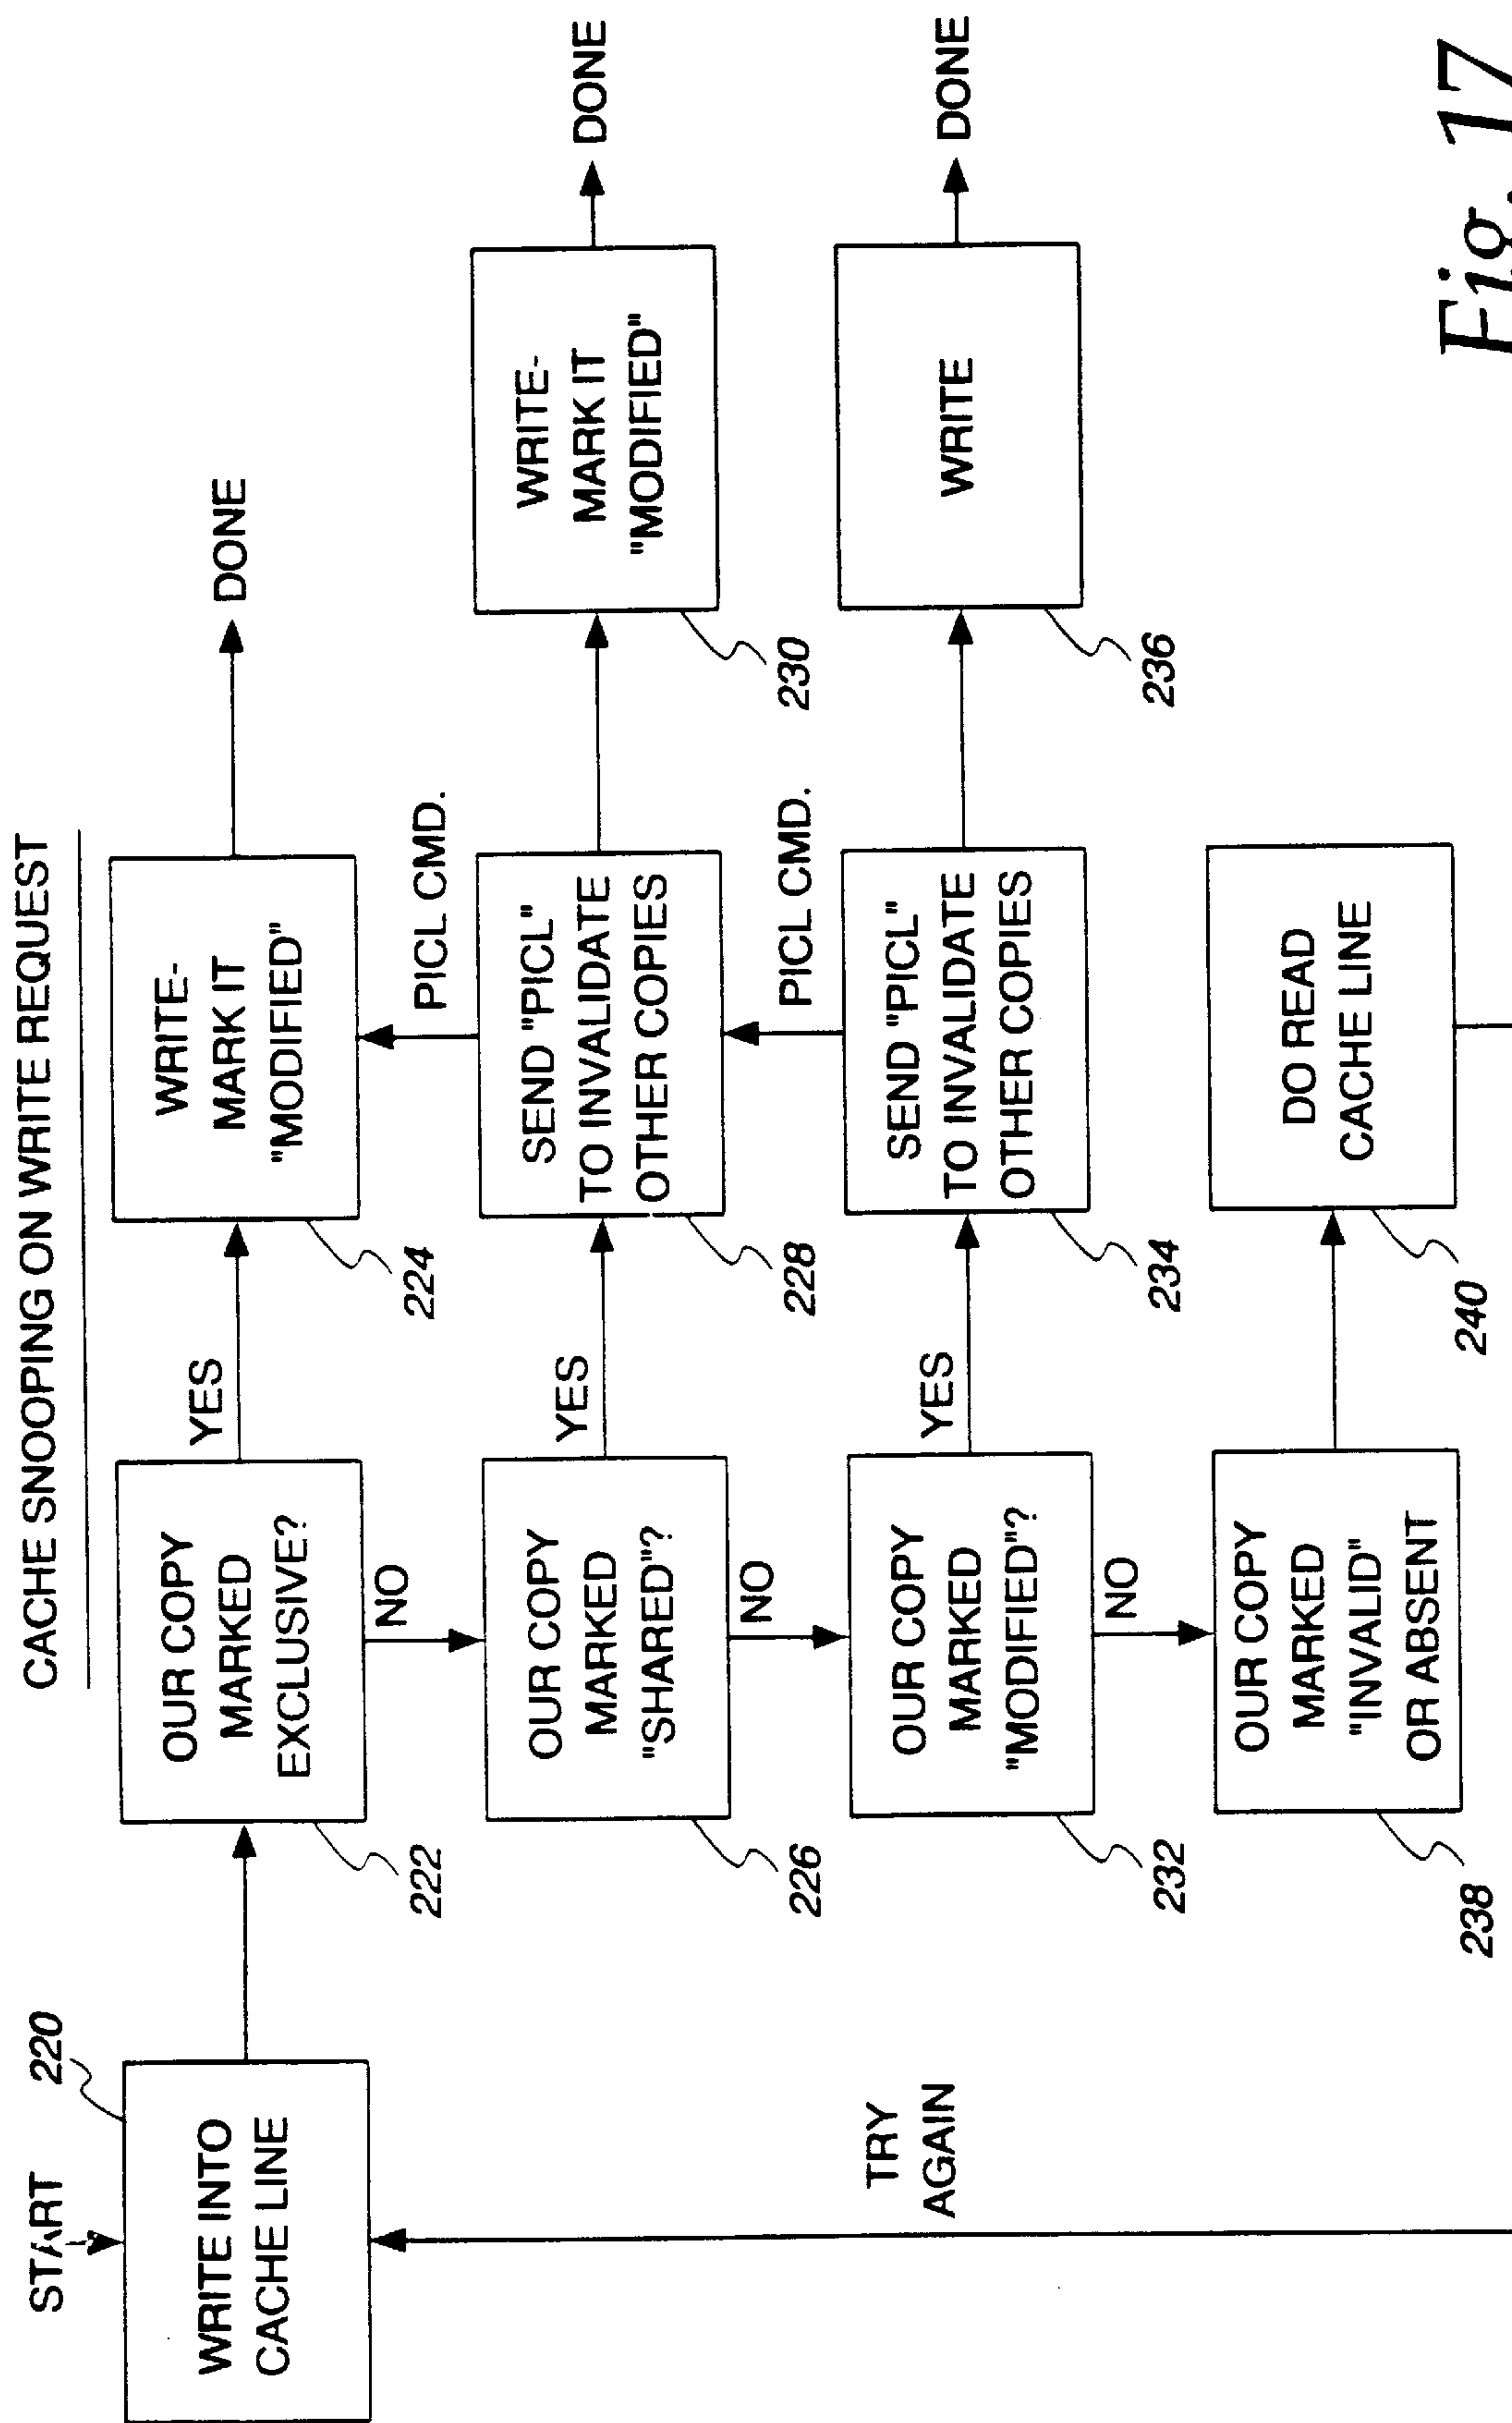 CACHE SNOOPING ON WRITE REQUEST
START
220
WRITE INTO
CACHE LINE
OUR COPY
MARKED
EXCLUSIVE?
222
YES
WRITE-
MARK IT
"MODIFIED"
224
DONE
NO
PICL CMD.
OUR COPY
MARKED
"SHARED"?
226
YES
SEND "PICL"
TO INVALIDATE
OTHER COPIES
228
WRITE-
MARK IT
"MODIFIED"
230
DONE
NO
PICL CMD.
OUR COPY
MARKED
"MODIFIED"?
232
YES
SEND "PICL"
TO INVALIDATE
OTHER COPIES
234
WRITE
236
DONE
TRY
AGAIN
NO
OUR COPY
MARKED
"INVALID"
OR ABSENT
238
DO READ
CACHE LINE
240
Fig. 17